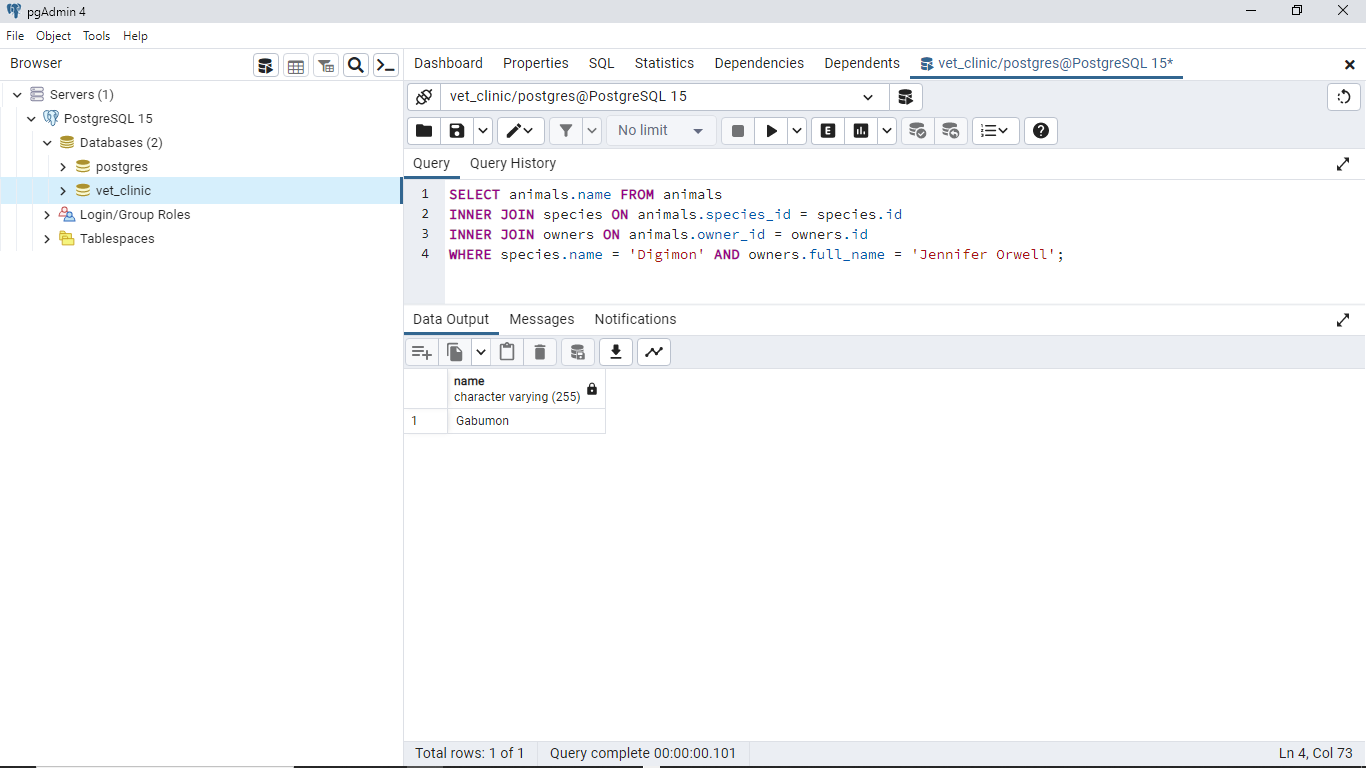 pgAdmin 4
File Object Tools Help
Browser
Dashboard Properties SQL Statistics Dependencies Dependents vet_clinic/postgres@PostgreSQL 15*
Servers (1)
PostgreSQL 15
Databases (2)
postgres
vet_clinic
Login/Group Roles
Tablespaces
vet_clinic/postgres@PostgreSQL 15
No limit
E
Query Query History
1 SELECT animals.name FROM animals
2 INNER JOIN species ON animals.species_id = species.id
3 INNER JOIN owners ON animals.owner_id = owners.id
4 WHERE species.name = 'Digimon' AND owners.full_name = 'Jennifer Orwell';
Data Output Messages Notifications
name
character varying (255)
1 Gabumon
Total rows: 1 of 1 Query complete 00:00:00.101 Ln 4, Col 73